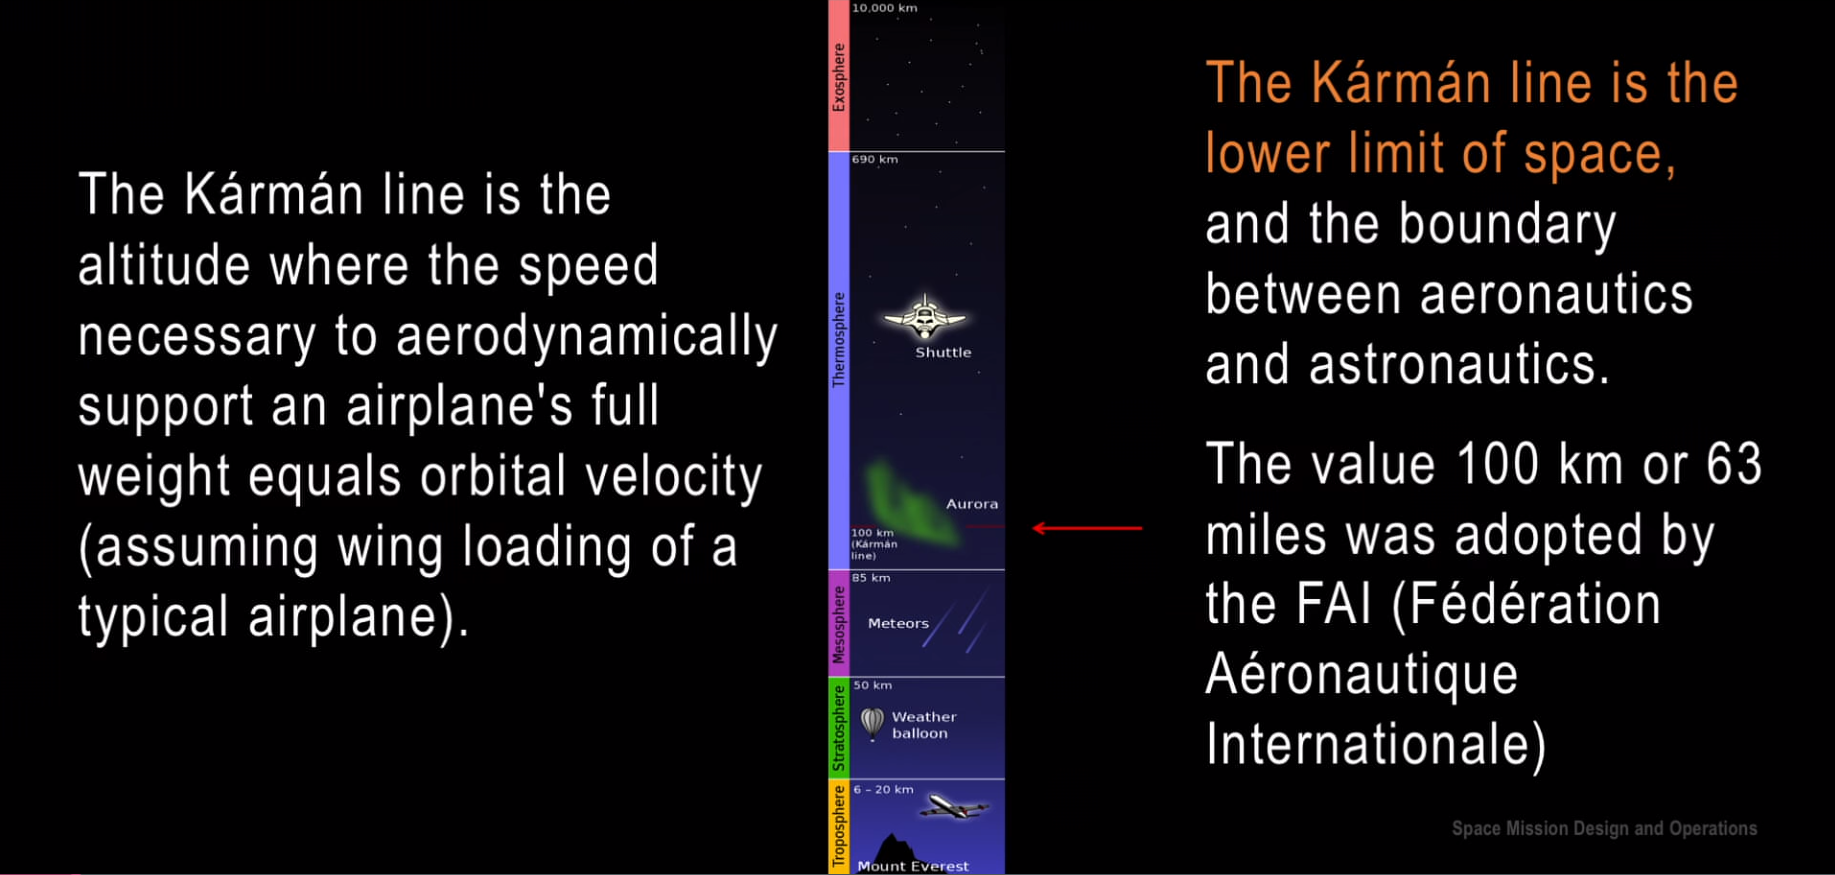 The Kármán line is the
altitude where the speed
necessary to aerodynamically
support an airplane's full
weight equals orbital velocity
(assuming wing loading of a
typical airplane).
10,000 km
Exosphere
690 km
Thermosphere
Shuttle
Aurora
100 km
(Kármán
line)
85 km
Mesosphere
Meteors
50 km
Stratosphere
Weather
balloon
6 – 20 km
Troposphere
Mount Everest
The Kármán line is the
lower limit of space,
and the boundary
between aeronautics
and astronautics.
The value 100 km or 63
miles was adopted by
the FAI (Fédération
Aéronautique
Internationale)
Space Mission Design and Operations